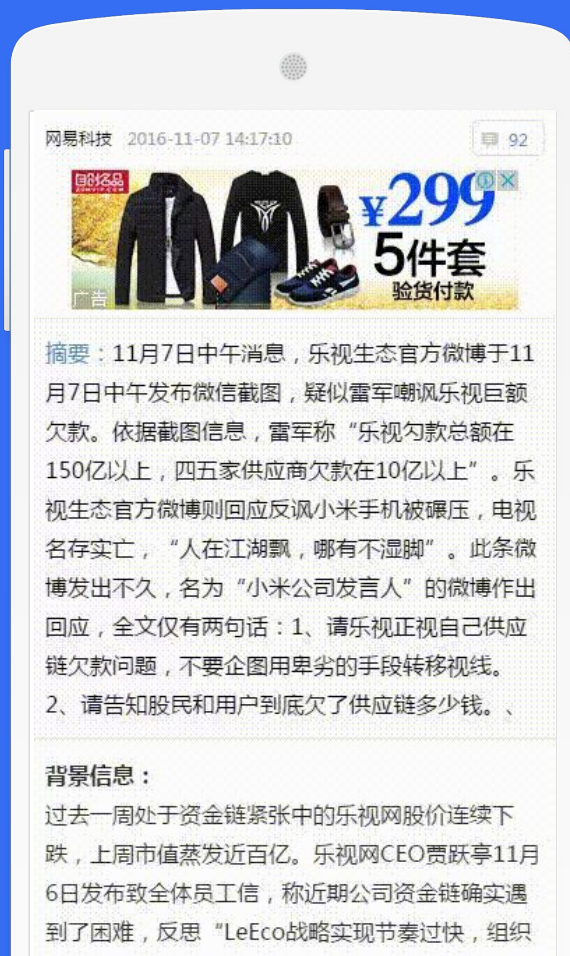 网易科技 2016-11-07 14:17:10 92
¥299
5件套
验货付款
广告
摘要：11月7日中午消息，乐视生态官方微博于11
月7日中午发布微信截图，疑似雷军嘲讽乐视巨额
欠款。依据截图信息，雷军称“乐视匀款总额在
150亿以上，四五家供应商欠款在10亿以上”。乐
视生态官方微博则回应反讽小米手机被碾压，电视
名存实亡，“人在江湖飘，哪有不湿脚”。此条微
博发出不久，名为“小米公司发言人”的微博作出
回应，全文仅有两句话：1、请乐视正视自己供应
链欠款问题，不要企图用卑劣的手段转移视线。
2、请告知股民和用户到底欠了供应链多少钱。、
背景信息：
过去一周处于资金链紧张中的乐视网股价连续下
跌，上周市值蒸发近百亿。乐视网CEO贾跃亭11月
6日发布致全体员工信，称近期公司资金链确实遇
到了困难，反思“LeEco战略实现节奏过快，组织